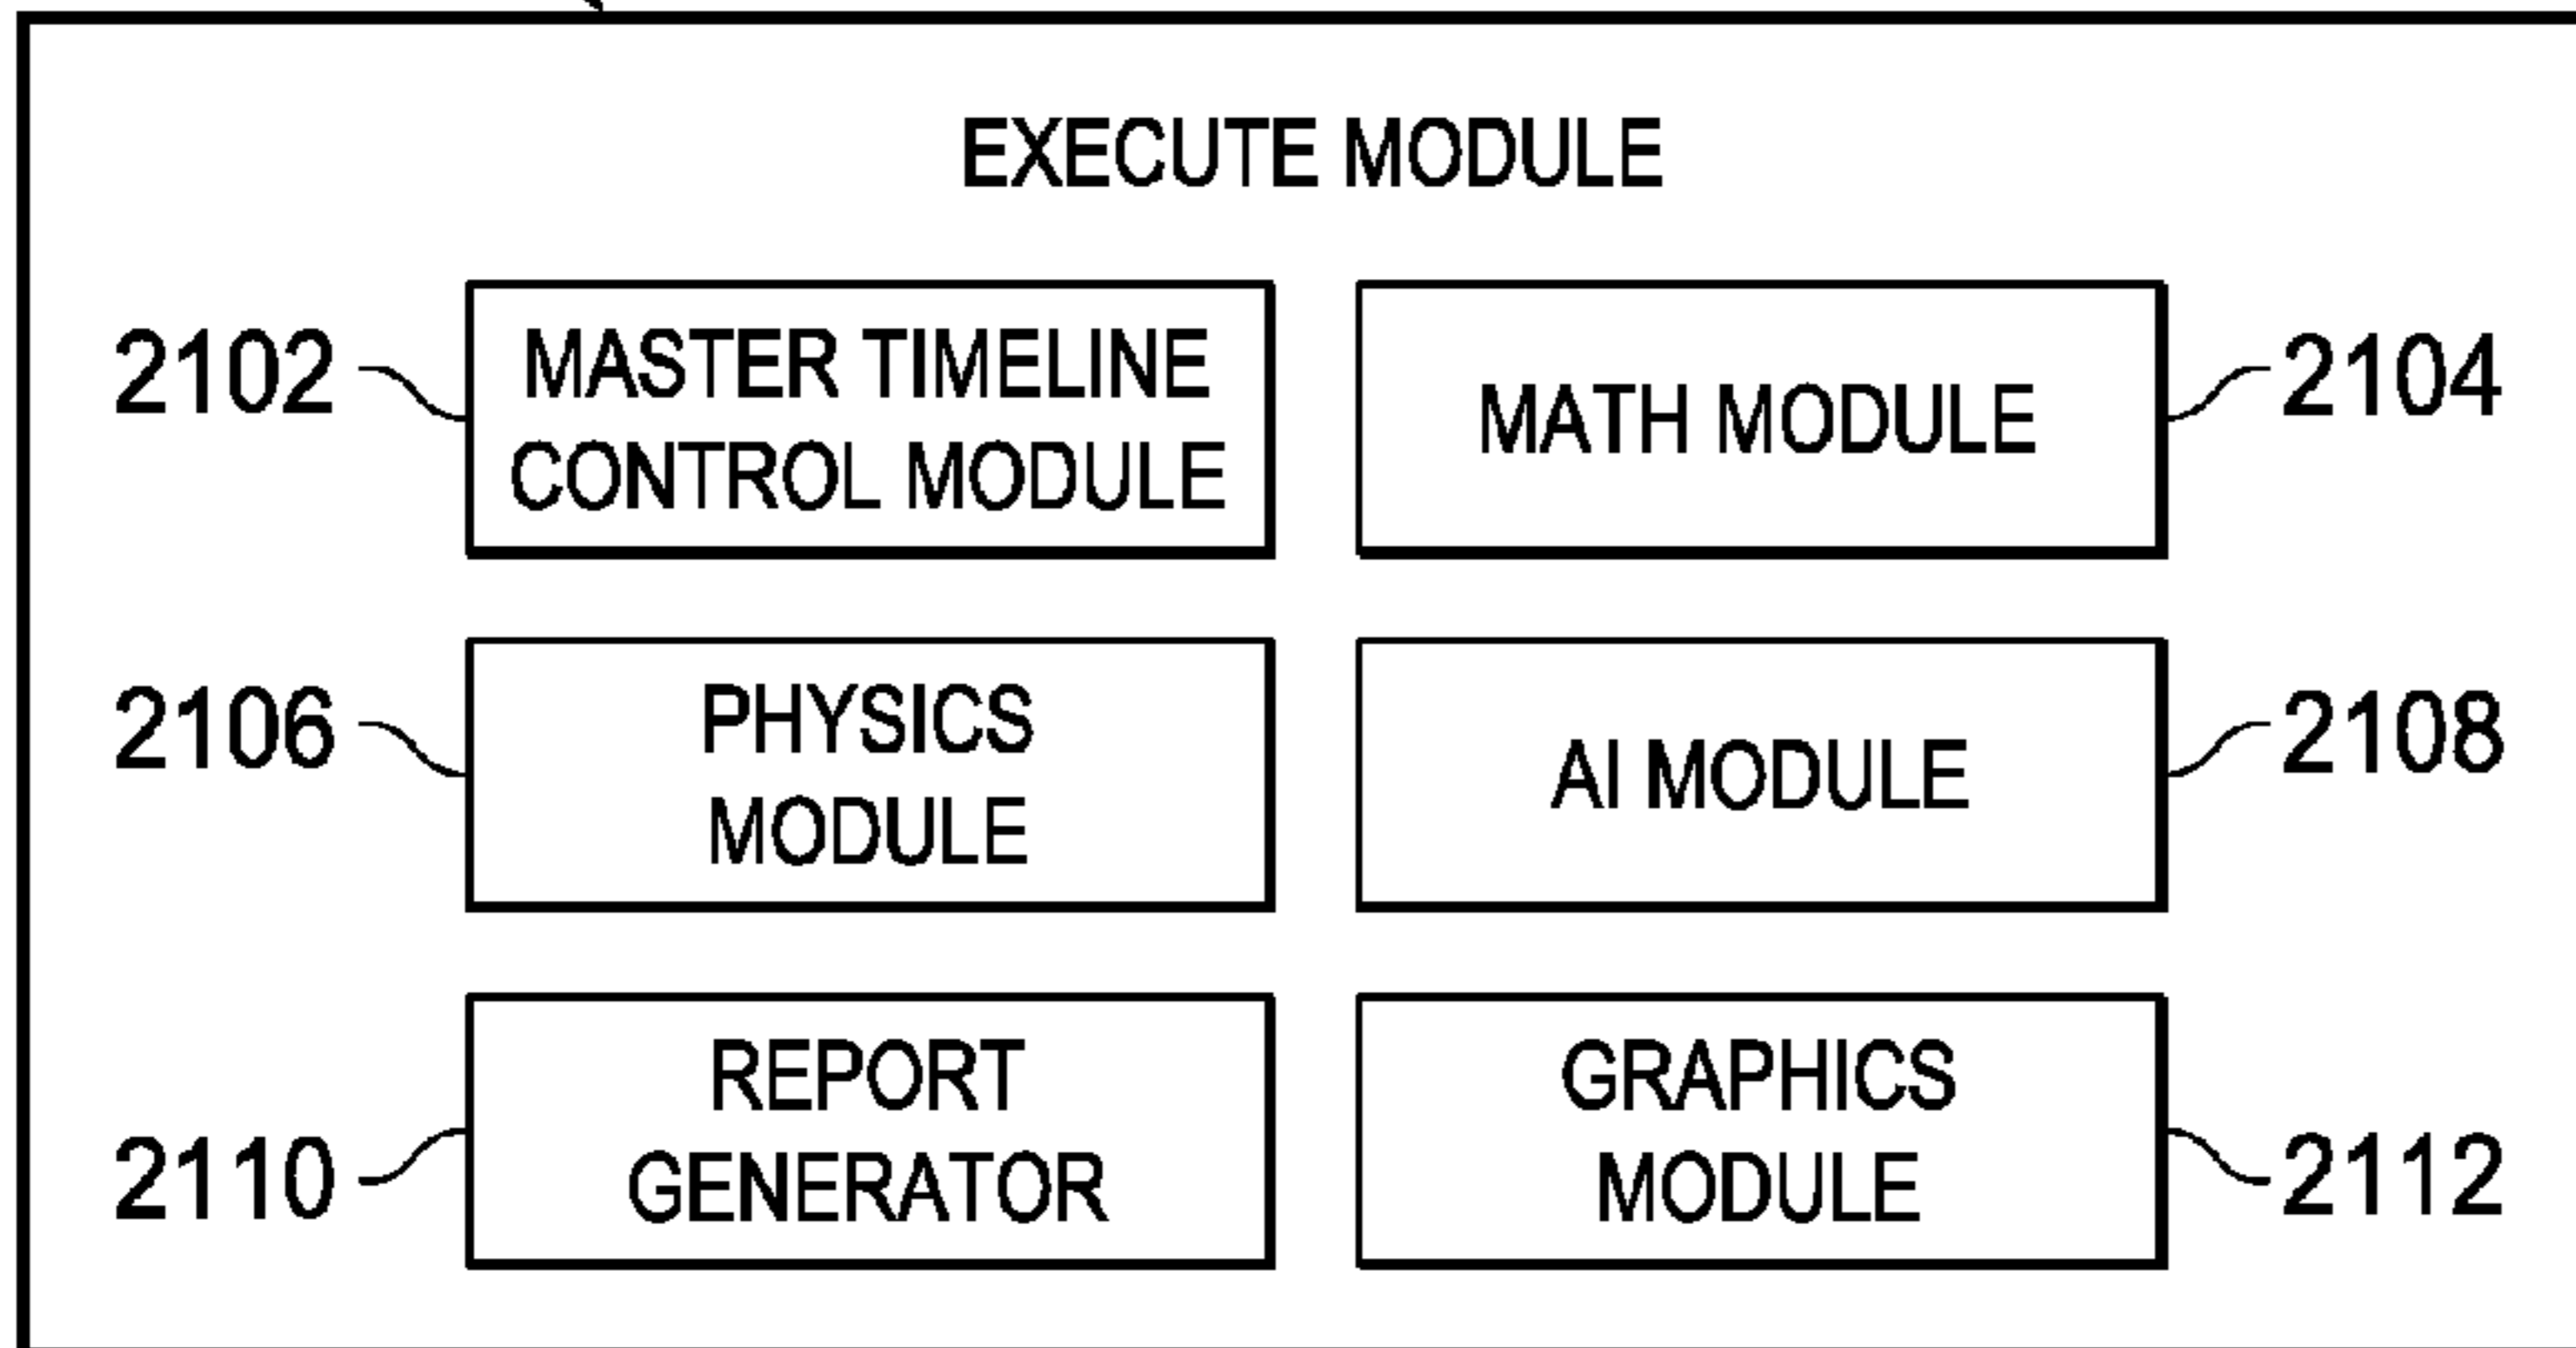 EXECUTE MODULE
2102
MASTER TIMELINE
CONTROL MODULE
MATH MODULE
2104
2106
PHYSICS
MODULE
AI MODULE
2108
2110
REPORT
GENERATOR
GRAPHICS
MODULE
2112